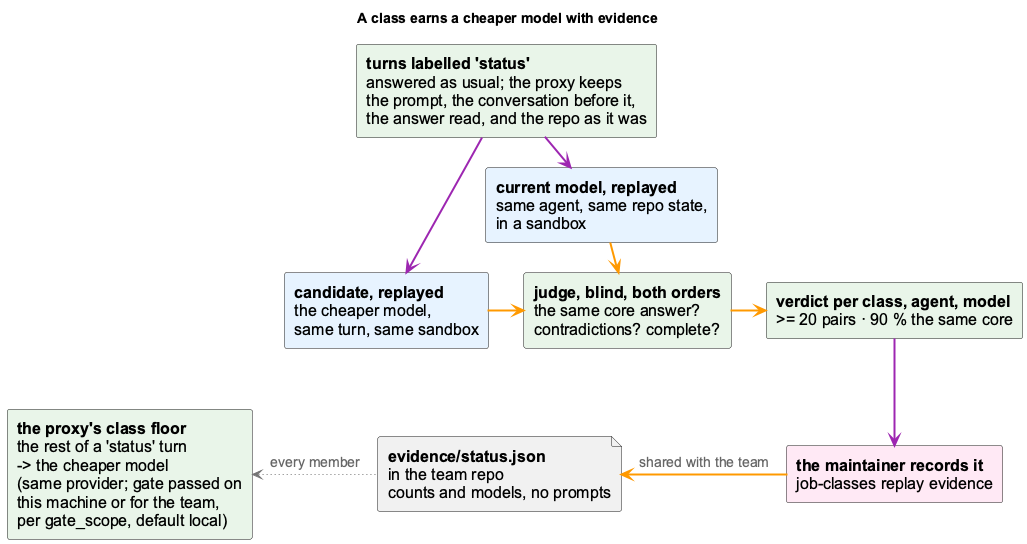 A class earns a cheaper model with evidence
turns labelled 'status'
answered as usual; the proxy keeps
the prompt, the conversation before it,
the answer read, and the repo as it was
current model, replayed
same agent, same repo state,
in a sandbox
candidate, replayed
the cheaper model,
same turn, same sandbox
judge, blind, both orders
the same core answer?
contradictions? complete?
verdict per class, agent, model
>= 20 pairs · 90 % the same core
the proxy's class floor
the rest of a 'status' turn
-> the cheaper model
(same provider; gate passed on
this machine or for the team,
per gate_scope, default local)
every member
evidence/status.json
in the team repo
counts and models, no prompts
shared with the team
the maintainer records it
job-classes replay evidence